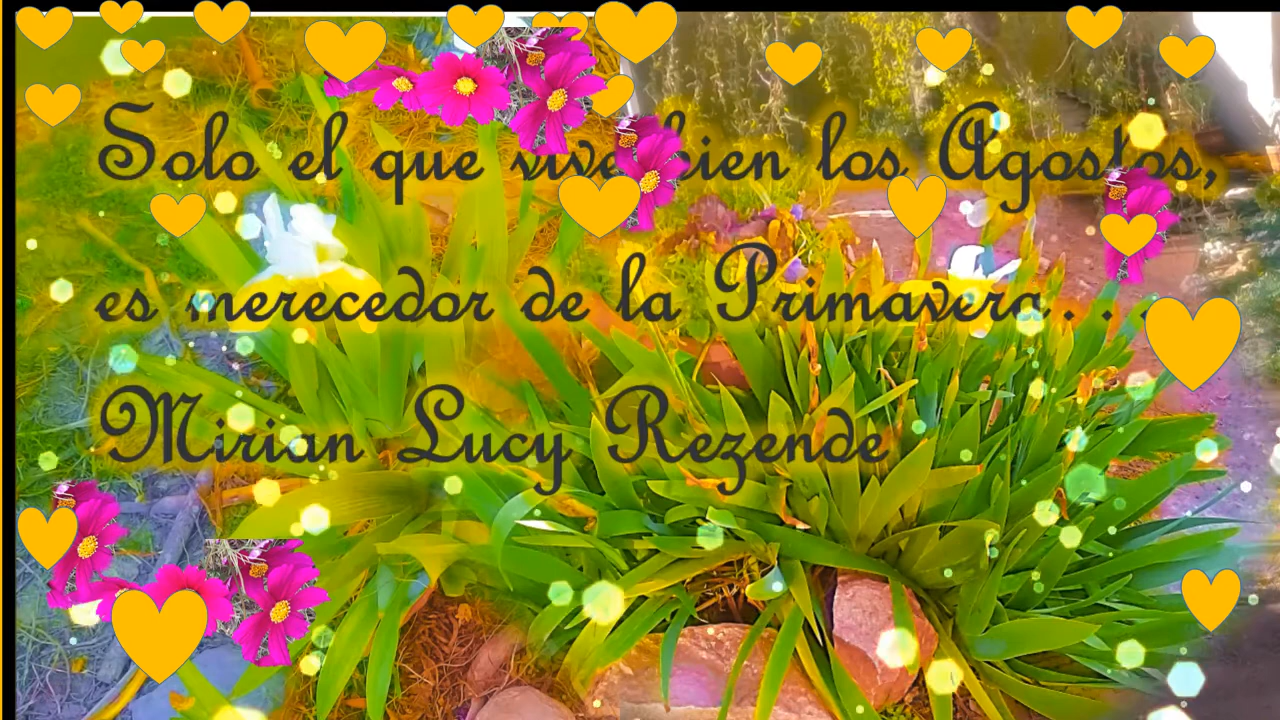 Solo el que vive bien los Agostos,
es merecedor de la Primavera...
Mirian Lucy Rezende